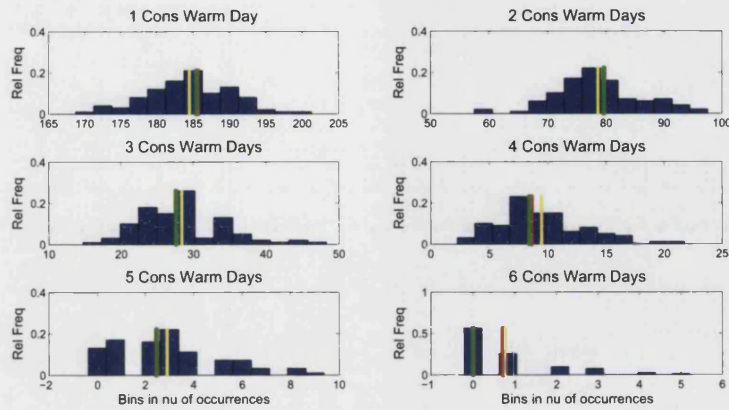 1 Cons Warm Day
2 Cons Warm Days
0.4
0.2
0
Rel Freq
165 170 175 180 185 190 195 200 205
0.4
0.2
0
Rel Freq
50 60 70 80 90 100
3 Cons Warm Days
4 Cons Warm Days
0.4
0.2
0
Rel Freq
10 20 30 40 50
0.4
0.2
0
Rel Freq
0 5 10 15 20 25
5 Cons Warm Days
6 Cons Warm Days
0.4
0.2
0
Rel Freq
−2 0 2 4 6 8 10
Bins in nu of occurrences
1
0.5
0
Rel Freq
−1 0 1 2 3 4 5 6
Bins in nu of occurrences